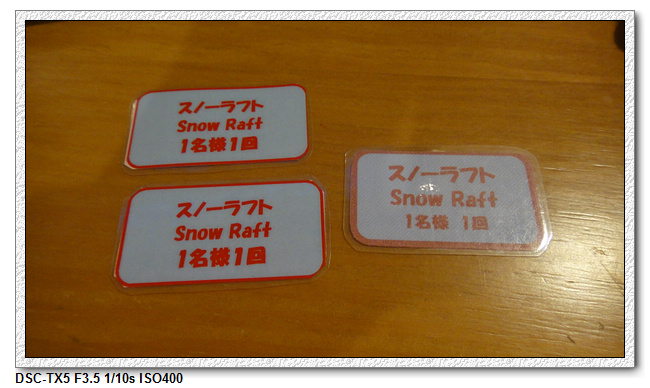 スノーラフト
Snow Raft
1名様1回
スノーラフト
Snow Raft
1名様1回
スノーラフト
Snow Raft
1名様 1回
DSC-TX5 F3.5 1/10s ISO400